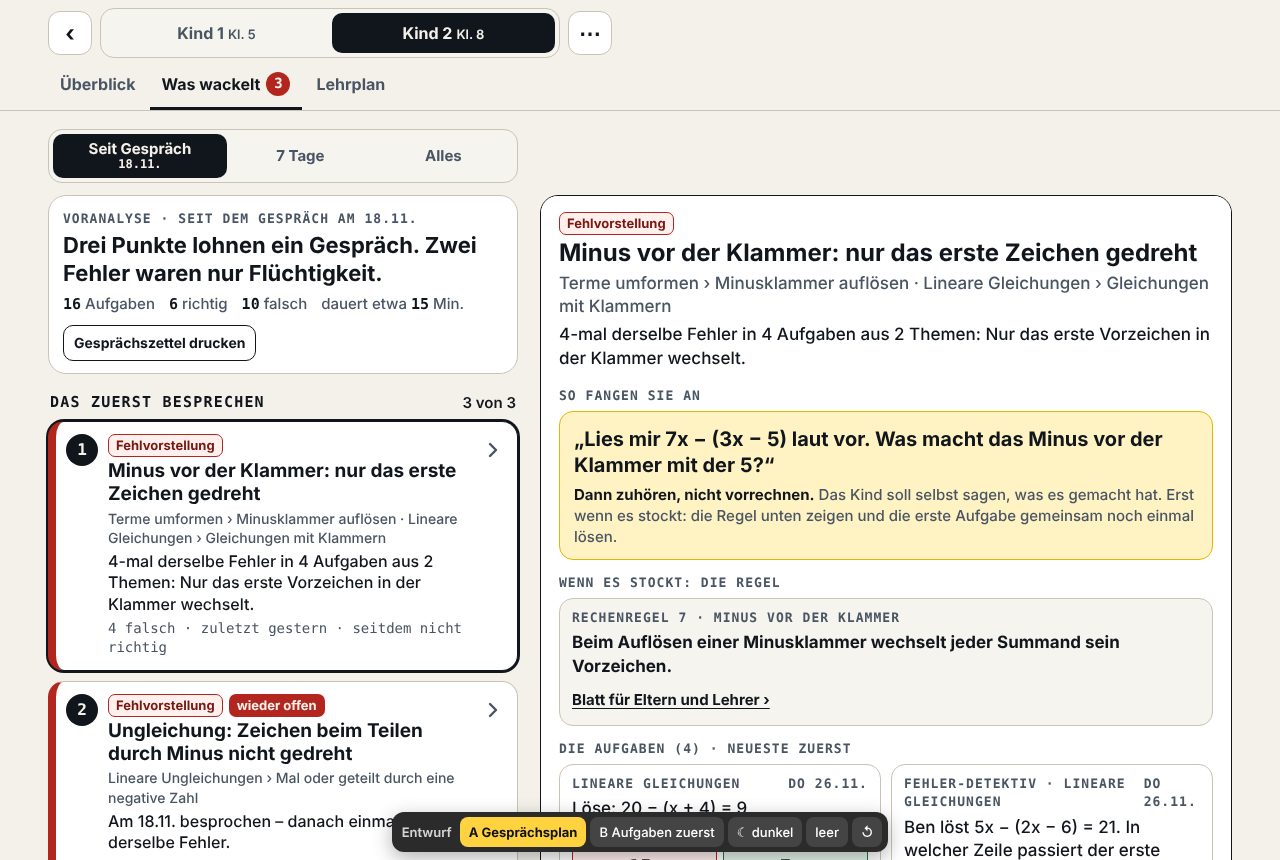 ‹
Kind 1 Kl. 5
Kind 2 Kl. 8
···
Überblick
Was wackelt 3
Lehrplan
Seit Gespräch
18.11.
7 Tage
Alles
VORANALYSE · SEIT DEM GESPRÄCH AM 18.11.
Drei Punkte lohnen ein Gespräch. Zwei
Fehler waren nur Flüchtigkeit.
16 Aufgaben 6 richtig 10 falsch dauert etwa 15 Min.
Gesprächszettel drucken
DAS ZUERST BESPRECHEN
3 von 3
1
Fehlvorstellung
Minus vor der Klammer: nur das erste
Zeichen gedreht
Terme umformen › Minusklammer auflösen · Lineare
Gleichungen › Gleichungen mit Klammern
4-mal derselbe Fehler in 4 Aufgaben aus 2
Themen: Nur das erste Vorzeichen in der
Klammer wechselt.
4 falsch · zuletzt gestern · seitdem nicht
richtig
2
Fehlvorstellung wieder offen
Ungleichung: Zeichen beim Teilen
durch Minus nicht gedreht
Lineare Ungleichungen › Mal oder geteilt durch eine
negative Zahl
Am 18.11. besprochen – danach einma
derselbe Fehler.
Fehlvorstellung
Minus vor der Klammer: nur das erste Zeichen gedreht
Terme umformen › Minusklammer auflösen · Lineare Gleichungen › Gleichungen
mit Klammern
4-mal derselbe Fehler in 4 Aufgaben aus 2 Themen: Nur das erste Vorzeichen in
der Klammer wechselt.
SO FANGEN SIE AN
„Lies mir 7x − (3x − 5) laut vor. Was macht das Minus vor der
Klammer mit der 5?“
Dann zuhören, nicht vorrechnen. Das Kind soll selbst sagen, was es gemacht hat. Erst
wenn es stockt: die Regel unten zeigen und die erste Aufgabe gemeinsam noch einmal
lösen.
WENN ES STOCKT: DIE REGEL
RECHENREGEL 7 · MINUS VOR DER KLAMMER
Beim Auflösen einer Minusklammer wechselt jeder Summand sein
Vorzeichen.
Blatt für Eltern und Lehrer ›
DIE AUFGABEN (4) · NEUESTE ZUERST
LINEARE GLEICHUNGEN
DO 26.11.
Löse: 20 − (x + 4) = 9
FEHLER-DETEKTIV · LINEARE
GLEICHUNGEN
DO
26.11.
Ben löst 5x − (2x − 6) = 21. In
welcher Zeile passiert der erste
Entwurf
A Gesprächsplan
B Aufgaben zuerst
☾ dunkel
leer
↺